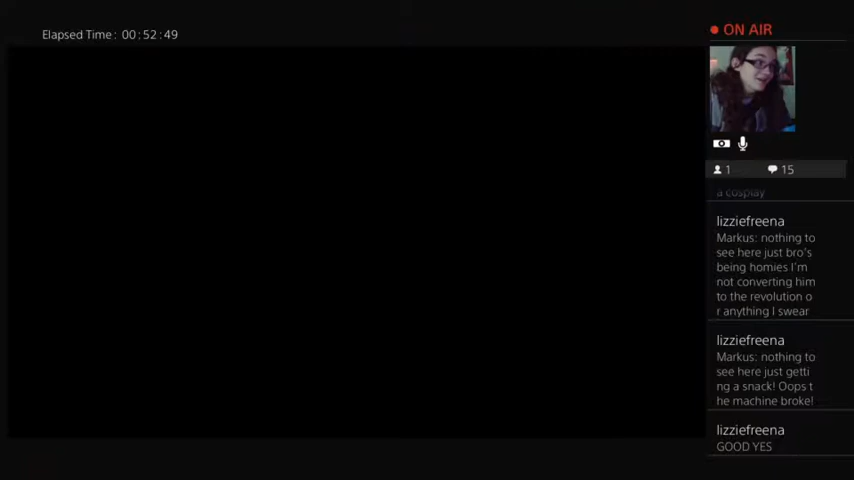 Elapsed Time: 00:52:49
ON AIR
1
15
a cosplay
lizziefreena
Markus: nothing to
see here just bro's
being homies I'm
not converting him
to the revolution o
r anything I swear
lizziefreena
Markus: nothing to
see here just getti
ng a snack! Oops t
he machine broke!
lizziefreena
GOOD YES